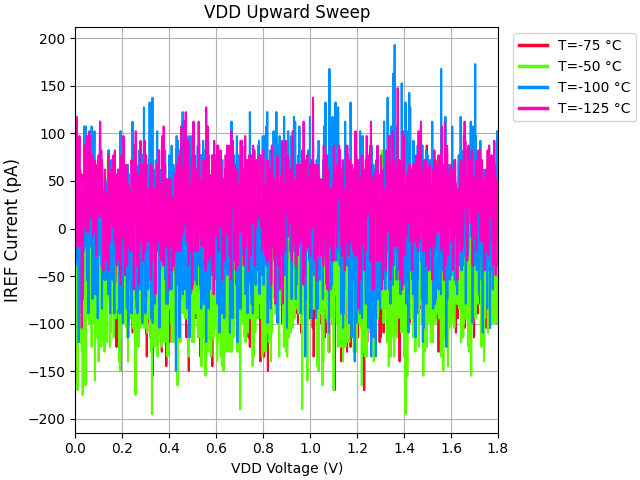 VDD Upward Sweep
IREF Current (pA)
200
150
100
50
0
−50
−100
−150
−200
0.0 0.2 0.4 0.6 0.8 1.0 1.2 1.4 1.6 1.8
VDD Voltage (V)
T=-75 °C
T=-50 °C
T=-100 °C
T=-125 °C